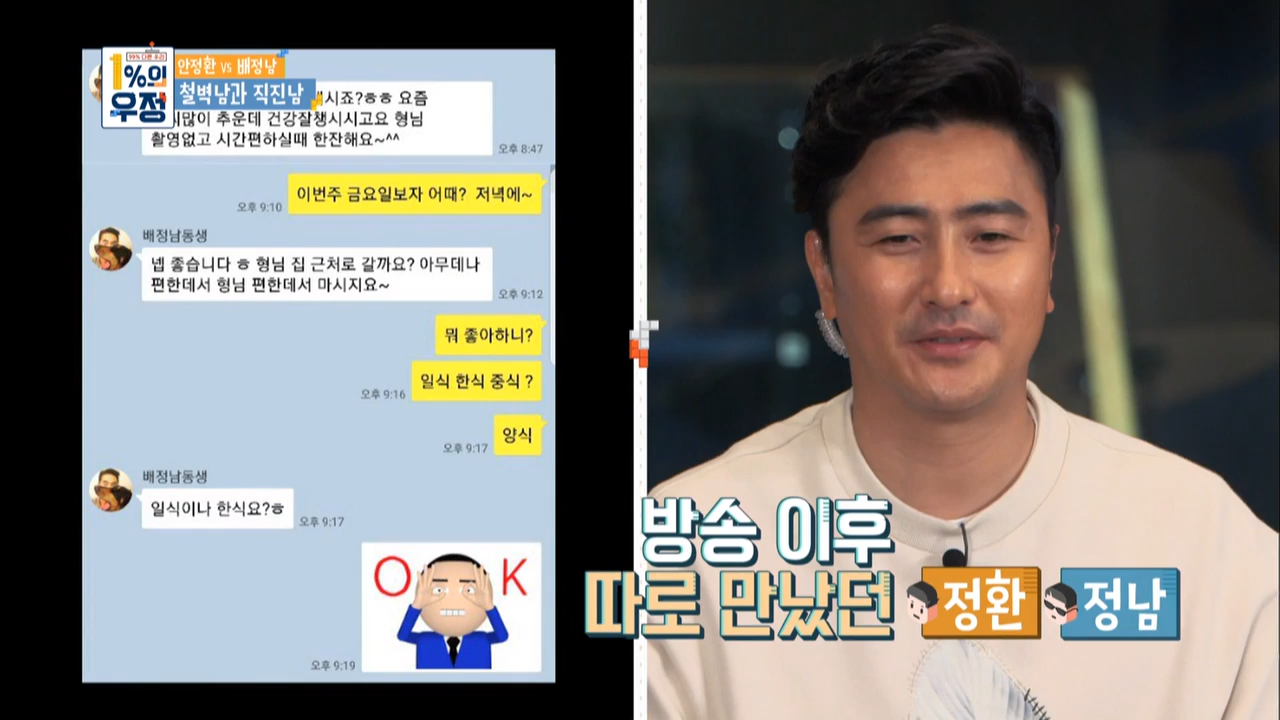 99% 다른 우리
1%의
우정
안정환 vs 배정남
철벽남과 직진남
시죠?ㅎㅎ 요즘
많이 추운데 건강잘챙시시고요 형님
촬영없고 시간편하실때 한잔해요~^^
오후 8:47
이번주 금요일보자 어때? 저녁에~
오후 9:10
배정남동생
넵 좋습니다 ㅎ 형님 집 근처로 갈까요? 아무데나
편한데서 형님 편한데서 마시지요~
오후 9:12
뭐 좋아하니?
일식 한식 중식 ?
오후 9:16
양식
오후 9:17
배정남동생
일식이나 한식요?ㅎ
오후 9:17
O K
오후 9:19
방송 이후
따로 만났던 정환 정남